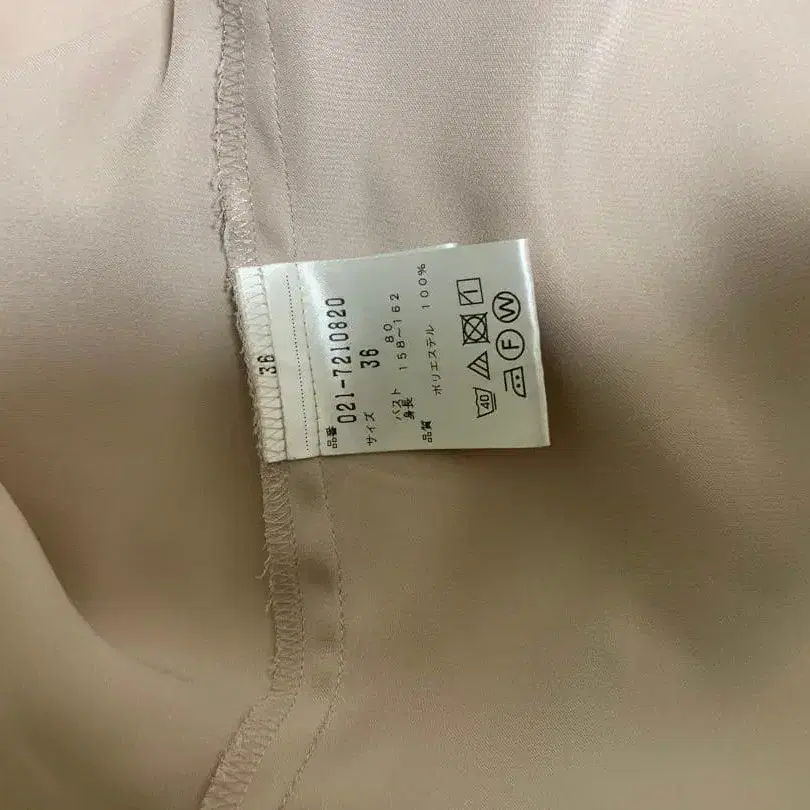 36
品番
021-7210820
サイズ 36
バスト 80
身長 158~162
品質
ポリエステル 100%
40
F W